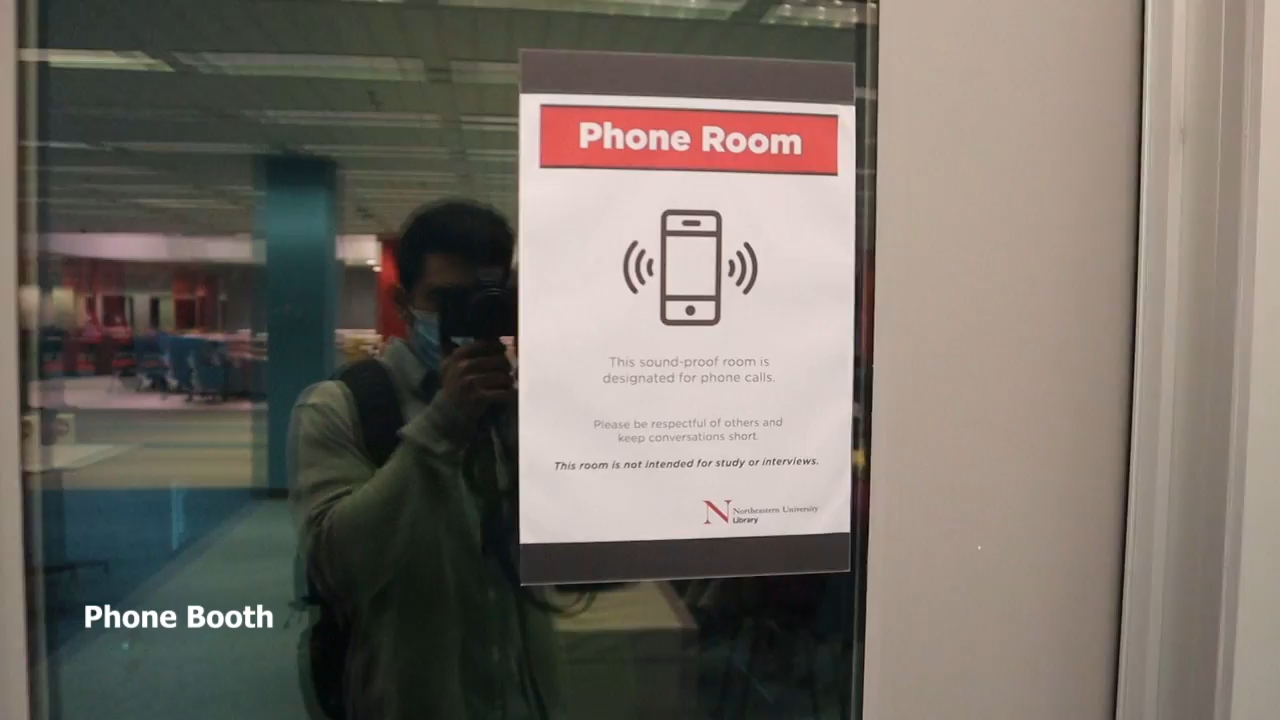 Phone Room
This sound-proof room is
designated for phone calls.
Please be respectful of others and
keep conversations short.
This room is not intended for study or interviews.
N Northeastern University
Library
Phone Booth